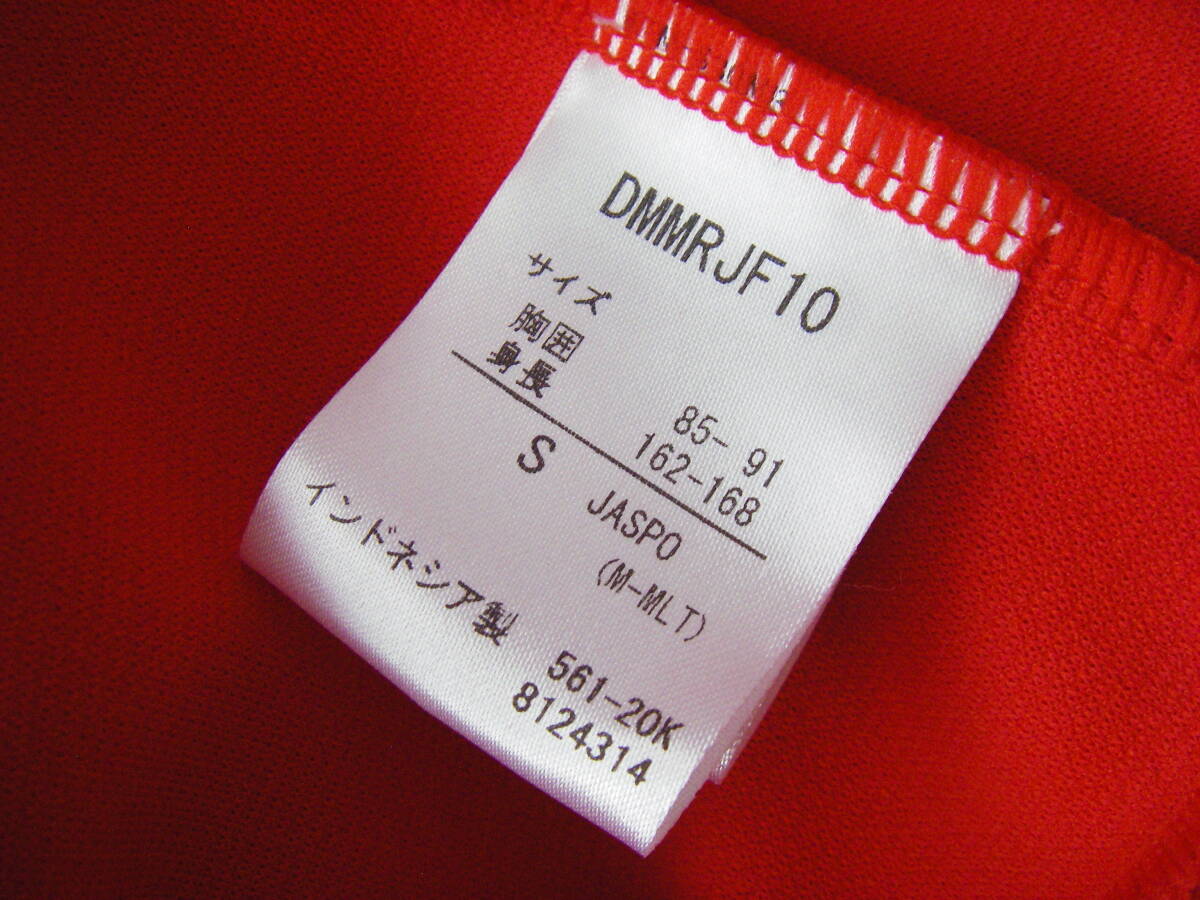 DMMRJF10
サイズ
胸囲 85- 91
身長 162-168
S JASPO
(M-MLT)
インドネシア製
561-20K
8124314